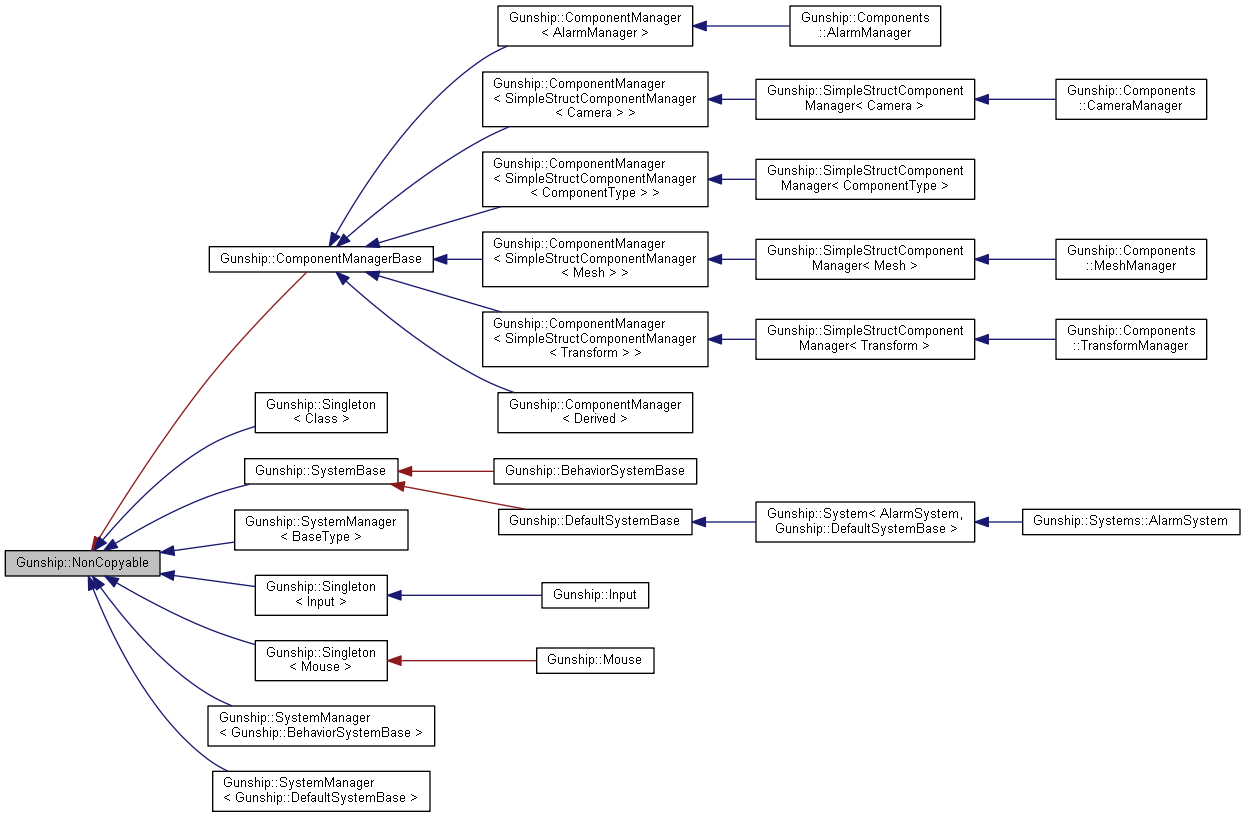 Gunship::ComponentManager
< AlarmManager >
Gunship::Components
::AlarmManager
Gunship::ComponentManager
< SimpleStructComponentManager
< Camera > >
Gunship::SimpleStructComponent
Manager< Camera >
Gunship::Components
::CameraManager
Gunship::ComponentManager
< SimpleStructComponentManager
< ComponentType > >
Gunship::SimpleStructComponent
Manager< ComponentType >
Gunship::ComponentManagerBase
Gunship::ComponentManager
< SimpleStructComponentManager
< Mesh > >
Gunship::SimpleStructComponent
Manager< Mesh >
Gunship::Components
::MeshManager
Gunship::ComponentManager
< SimpleStructComponentManager
< Transform > >
Gunship::SimpleStructComponent
Manager< Transform >
Gunship::Components
::TransformManager
Gunship::Singleton
< Class >
Gunship::ComponentManager
< Derived >
Gunship::SystemBase
Gunship::BehaviorSystemBase
Gunship::DefaultSystemBase
Gunship::System< AlarmSystem,
Gunship::DefaultSystemBase >
Gunship::Systems::AlarmSystem
Gunship::SystemManager
< BaseType >
Gunship::NonCopyable
Gunship::Singleton
< Input >
Gunship::Input
Gunship::Singleton
< Mouse >
Gunship::Mouse
Gunship::SystemManager
< Gunship::BehaviorSystemBase >
Gunship::SystemManager
< Gunship::DefaultSystemBase >